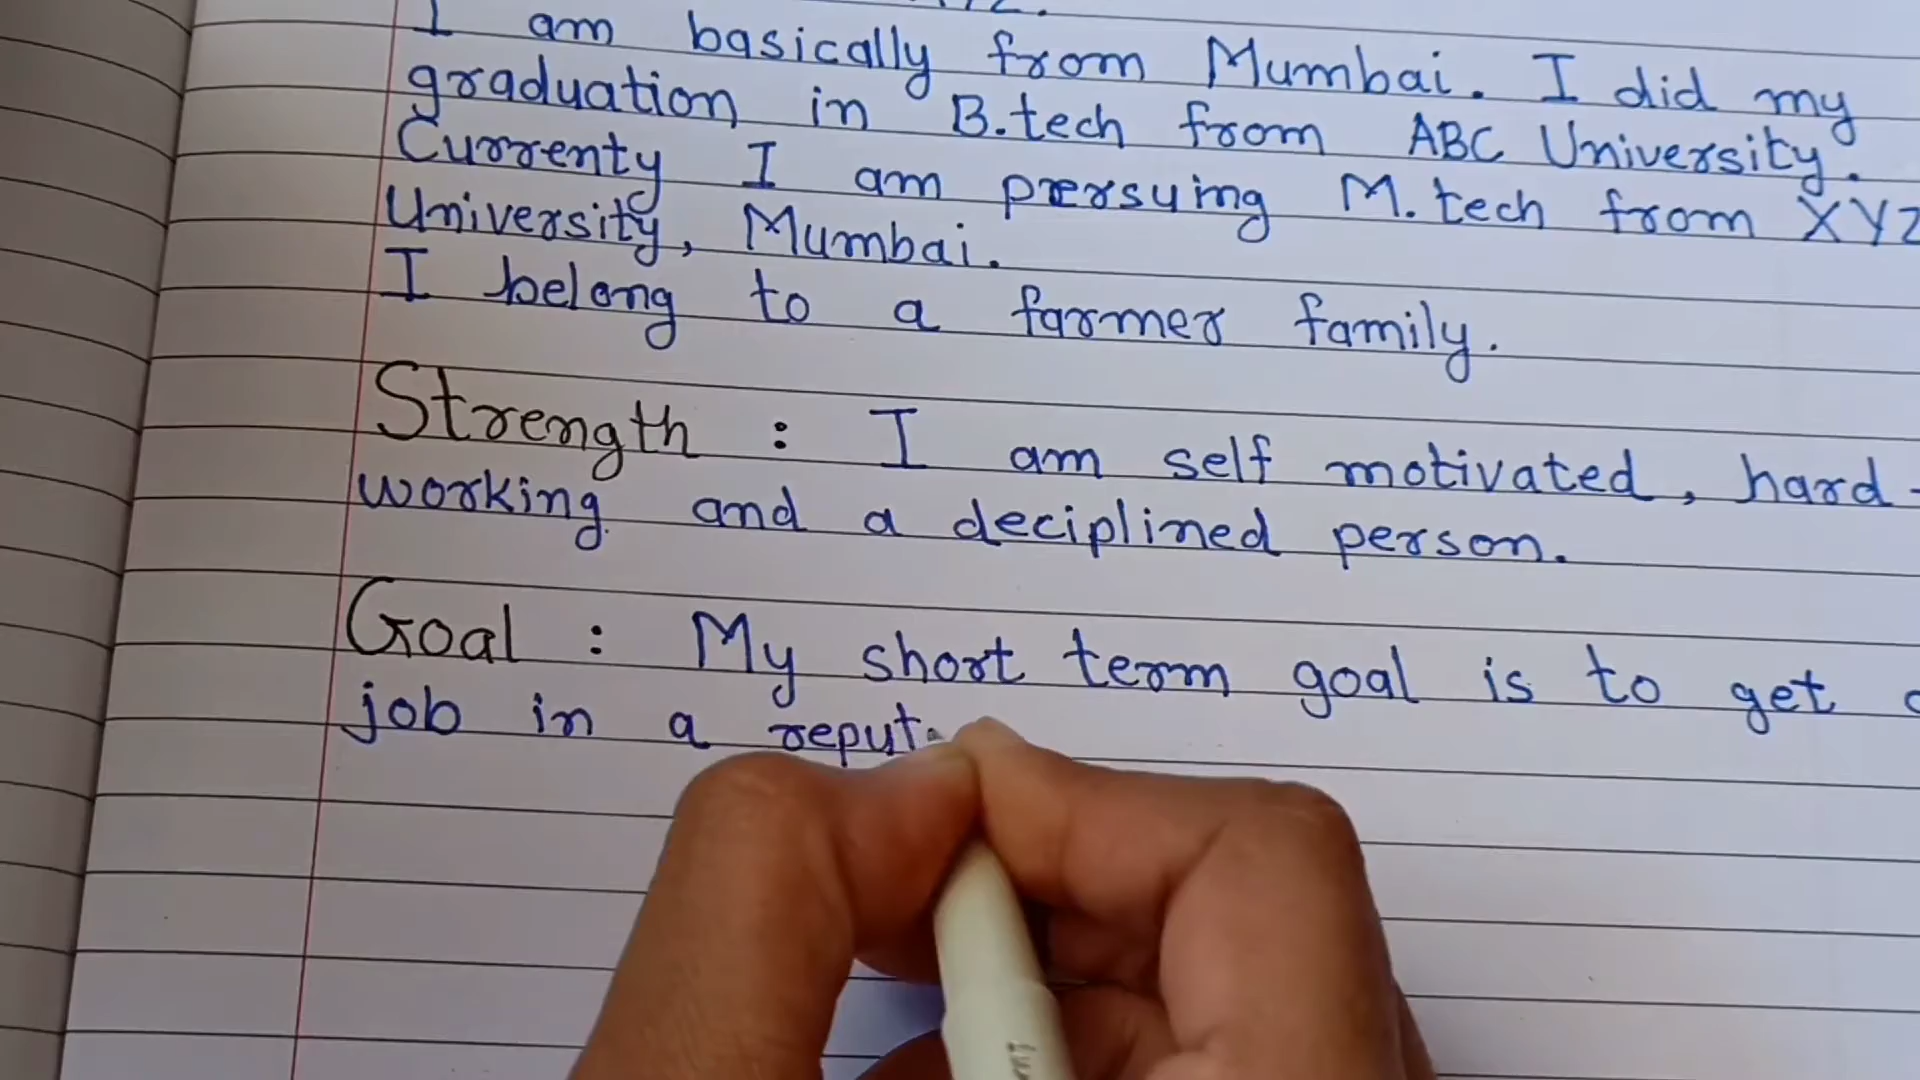 I am basically from Mumbai. I did my
graduation in B.tech from ABC University.
Currenty I am persying M.tech from XYZ
University, Mumbai.
I belong to a farmer family.
Strength : I am self motivated, hard-
working and a deciplined person.
Goal : My short term goal is to get a
job in a reput